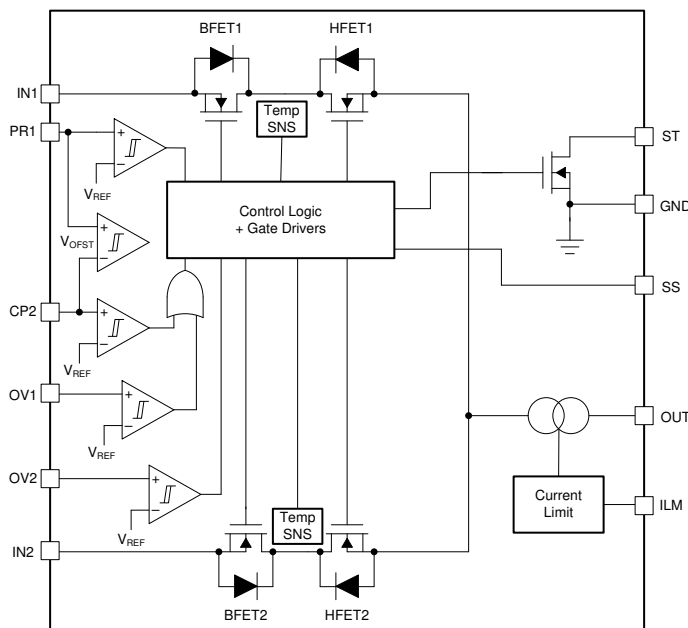 BFET1
HFET1
IN1
Temp
SNS
PR1
+
−
VREF
ST
Control Logic
+ Gate Drivers
GND
VOFST
+
−
SS
CP2
+
−
VREF
OV1
+
−
VREF
OUT
OV2
+
−
VREF
Current
Limit
ILM
Temp
SNS
IN2
BFET2
HFET2